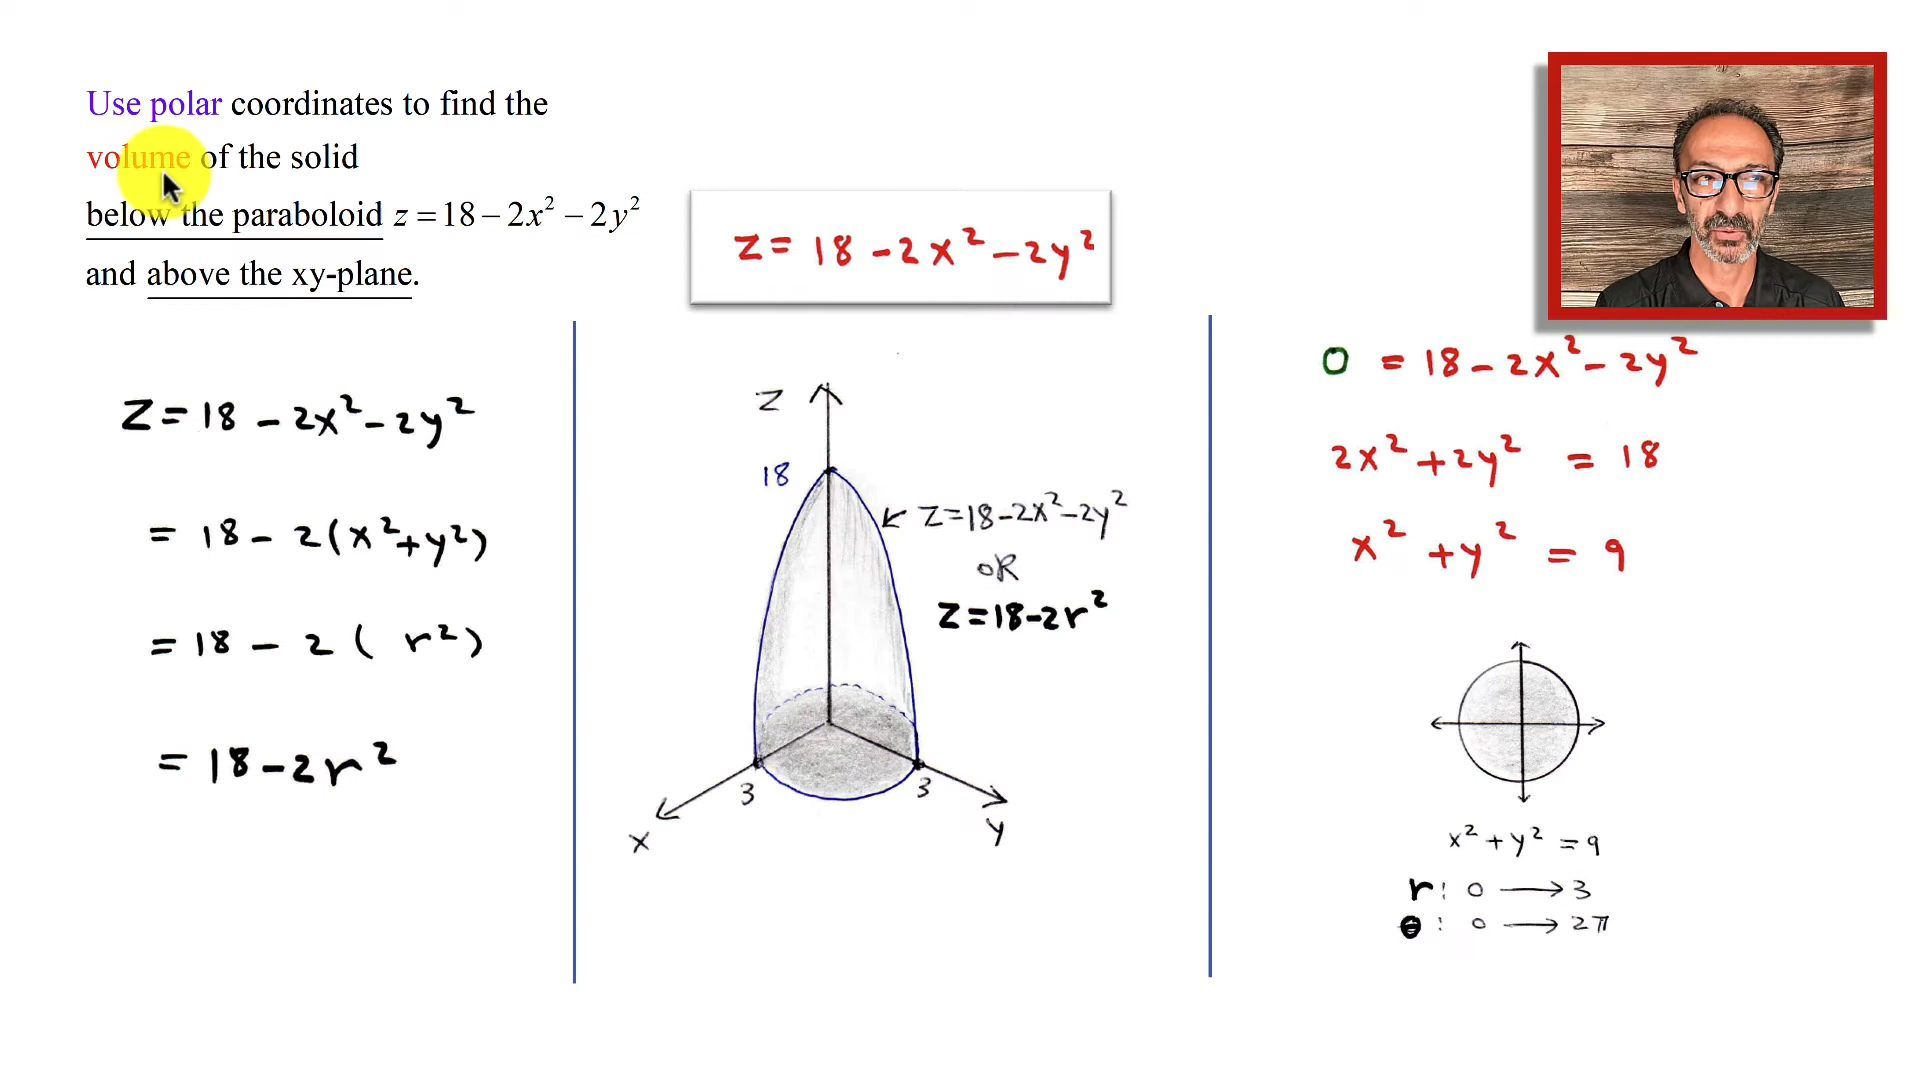 Use polar coordinates to find the
volume of the solid
below the paraboloid z = 18 − 2x² − 2y²
and above the xy-plane.
z = 18 - 2x² - 2y²
z = 18 - 2x² - 2y²
= 18 - 2(x² + y²)
= 18 - 2 ( r²)
= 18 - 2r²
z
18
z = 18 - 2x² - 2y²
OR
z = 18 - 2r²
3
3
x
y
0 = 18 - 2x² - 2y²
2x² + 2y² = 18
x² + y² = 9
x² + y² = 9
r: 0 ⟶ 3
θ: 0 ⟶ 2π